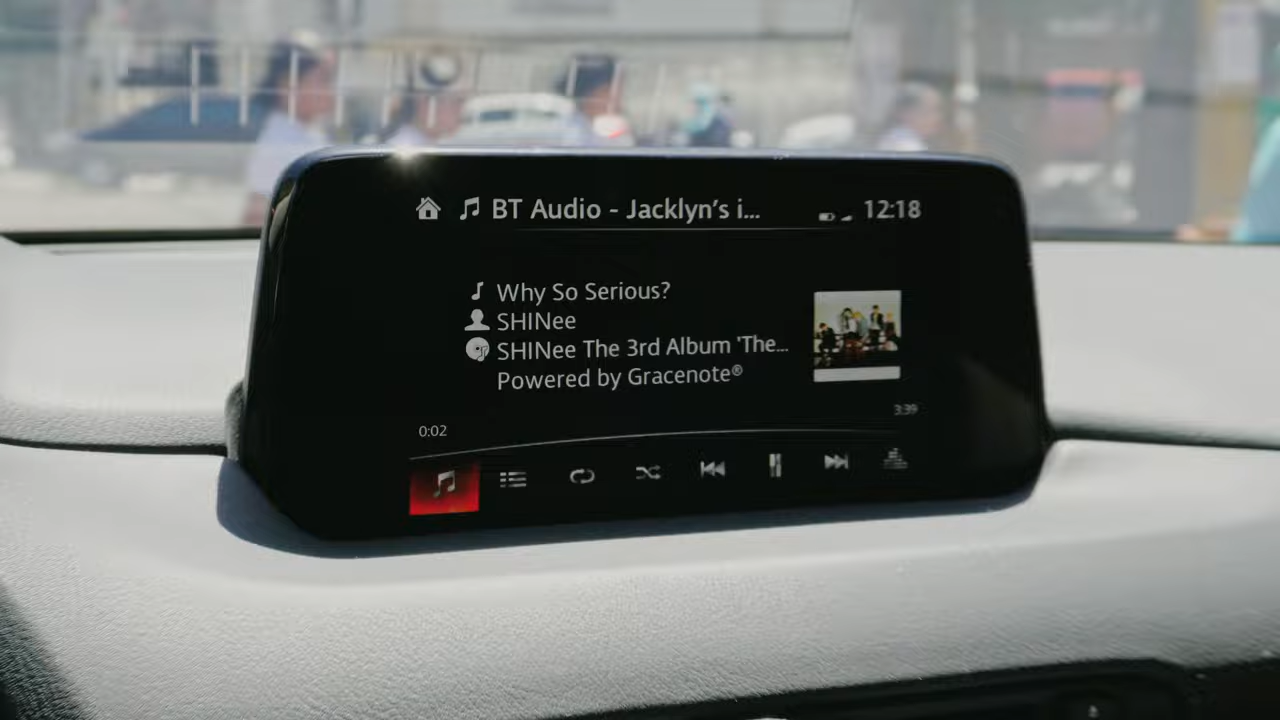 BT Audio - Jacklyn’s i... 12:18
Why So Serious?
SHINee
SHINee The 3rd Album 'The...
Powered by Gracenote®
0:02 3:39